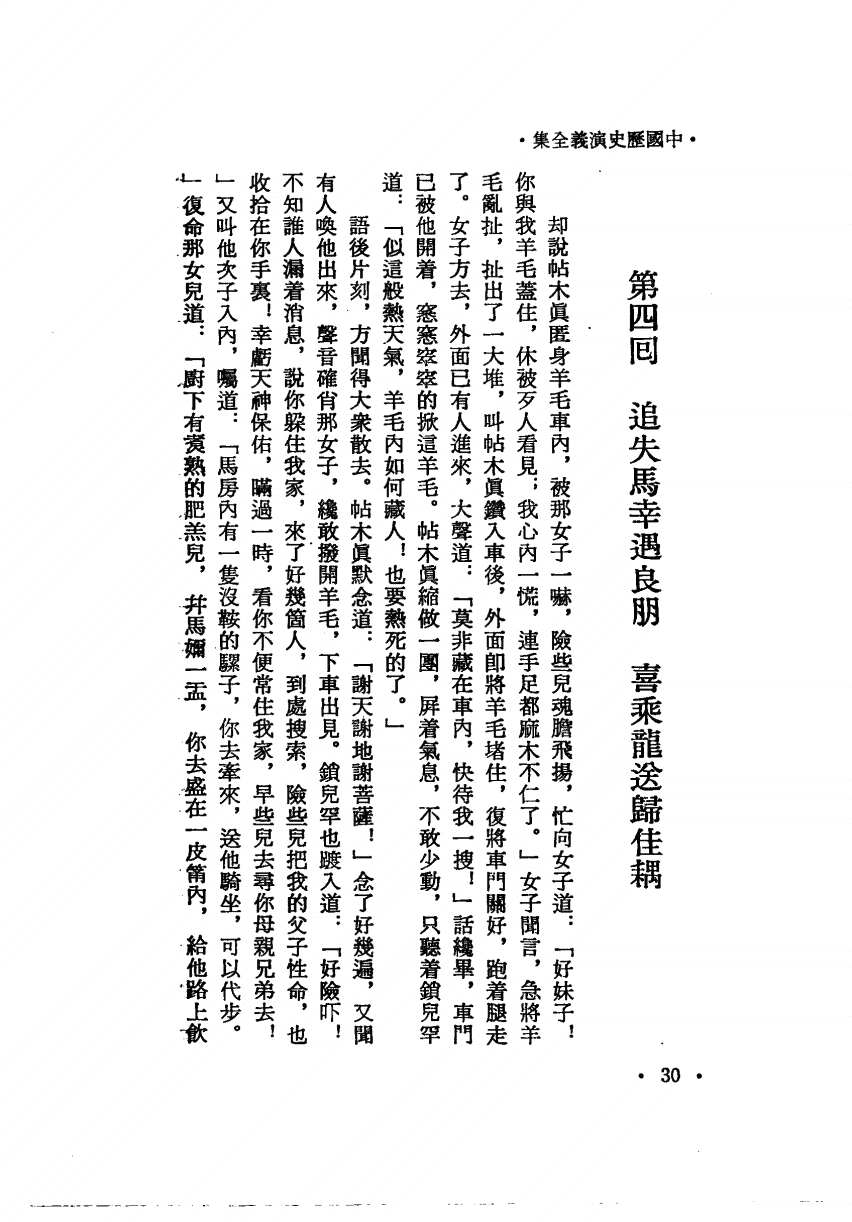 ·中國歷史演義全集·
第四回　追失馬幸遇良朋　喜乘龍送歸佳耦
却說帖木眞匿身羊毛車內，被那女子一嚇，險些兒魂膽飛揚，忙向女子道：「好妹子！
你與我羊毛蓋住，休被歹人看見；我心內一慌，連手足都麻木不仁了。」女子聞言，急將羊
毛亂扯，扯出了一大堆，叫帖木眞鑽入車後，外面卽將羊毛堵住，復將車門關好，跑着腿走
了。女子方去，外面已有人進來，大聲道：「莫非藏在車內，快待我一搜！」話纔畢，車門
已被他開着，窸窸窣窣的掀這羊毛。帖木眞縮做一團，屏着氣息，不敢少動，只聽着鎖兒罕
道：「似這般熱天氣，羊毛內如何藏人！也要熱死的了。」
語後片刻，方聞得大衆散去。帖木眞默念道：「謝天謝地謝菩薩！」念了好幾遍，又聞
有人喚他出來，聲音確肖那女子，纔敢撥開羊毛，下車出見。鎖兒罕也踱入道：「好險吓！
不知誰人漏着消息，說你躲住我家，來了好幾箇人，到處搜索，險些兒把我的父子性命，也
收拾在你手裏！幸虧天神保佑，瞞過一時，看你不便常住我家，早些兒去尋你母親兄弟去！
」又叫他次子入內，囑道：「馬房內有一隻沒鞍的騾子，你去牽來，送他騎坐，可以代步。
」復命那女兒道：「廚下有煑熟的肥羔兒，幷馬嬭一盂，你去盛在一皮筩內，給他路上飲
· 30 ·